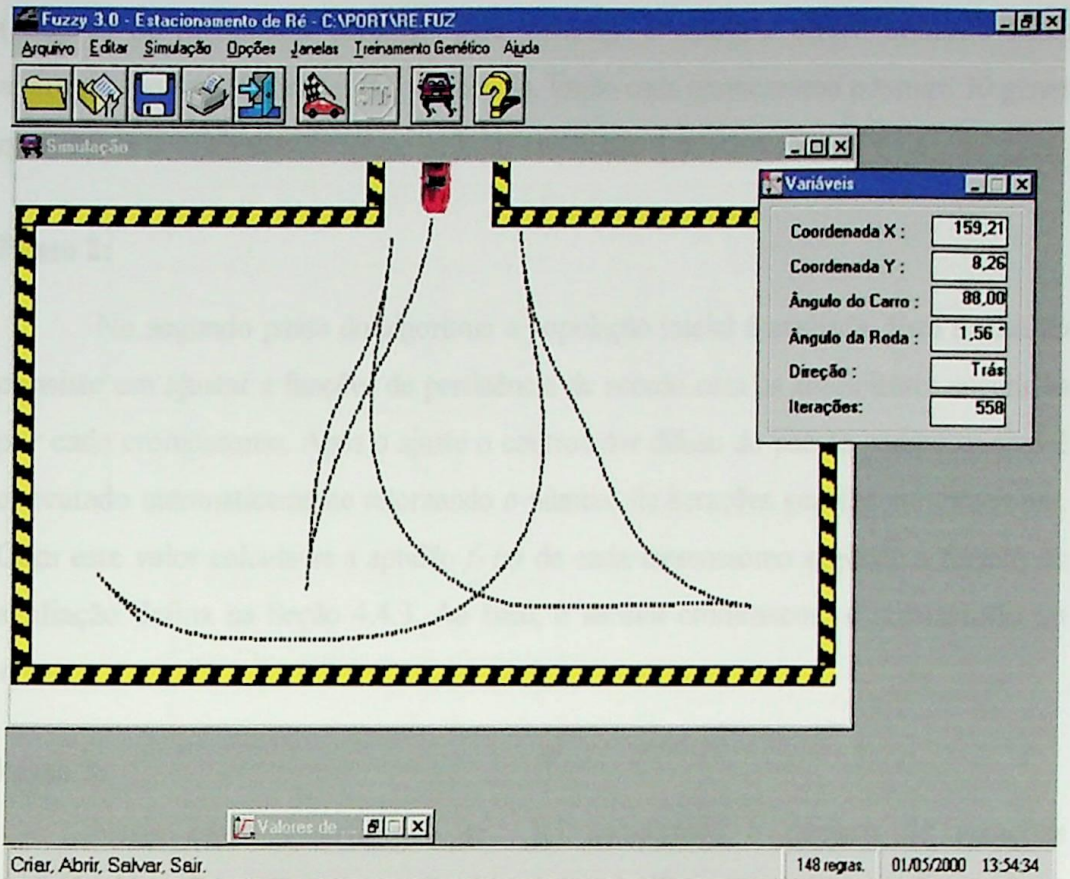 Fuzzy 3.0 - Estacionamento de Ré - C:\PORT\RE.FUZ
Arquivo Editar Simulação Opções Janelas Treinamento Genético Ajuda
Simulação
Variáveis
Coordenada X : 159,21
Coordenada Y : 8,26
Ângulo do Carro : 88,00
Ângulo da Roda : 1,56 °
Direção : Trás
Iterações: 558
Valores de
Criar, Abrir, Salvar, Sair.
148 regras. 01/05/2000 13:54:34